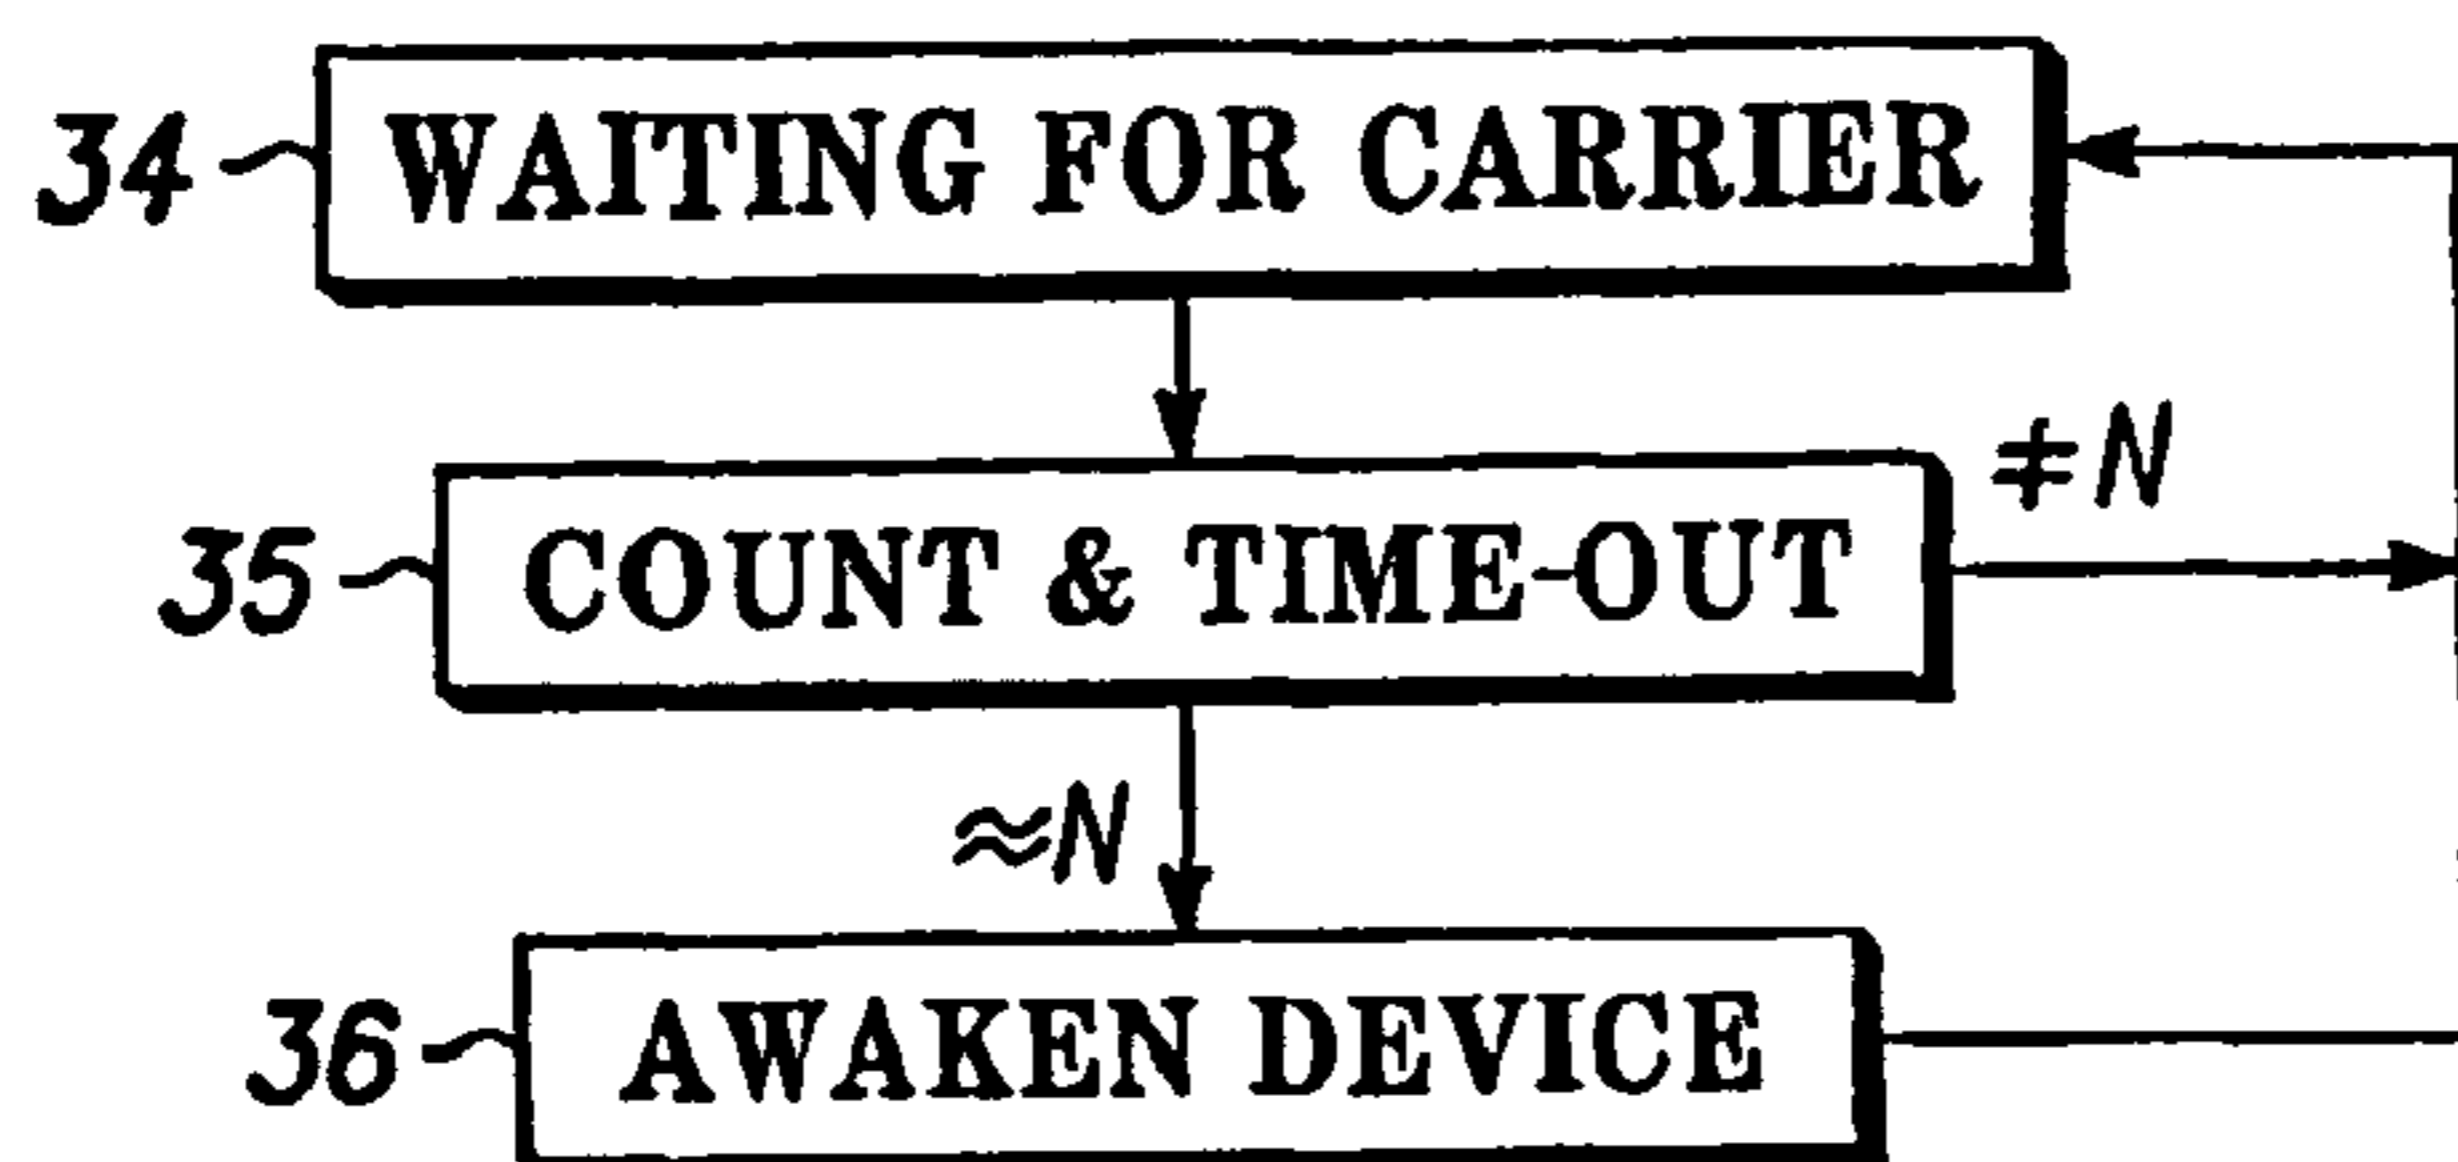 34 WAITING FOR CARRIER
≠N
35 COUNT & TIME-OUT
≈N
36 AWAKEN DEVICE